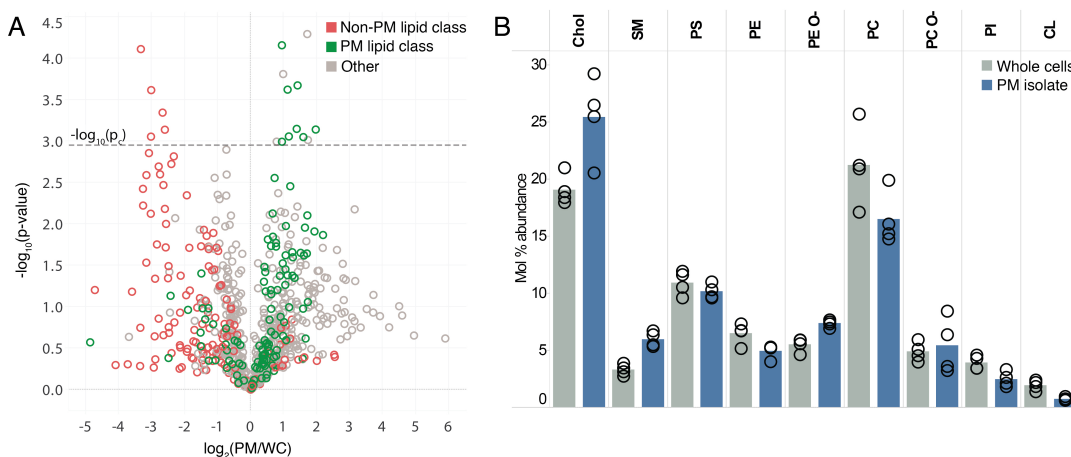 A
Non-PM lipid class
PM lipid class
Other
-log10(pc)
4.5
4.0
3.5
3.0
2.5
2.0
1.5
1.0
0.5
0.0
-log10(p-value)
-5 -4 -3 -2 -1 0 1 2 3 4 5 6
log2(PM/WC)
B
Chol SM PS PE PE O- PC PC O- PI CL
Whole cells
PM isolate
30
25
20
15
10
5
0
Mol % abundance